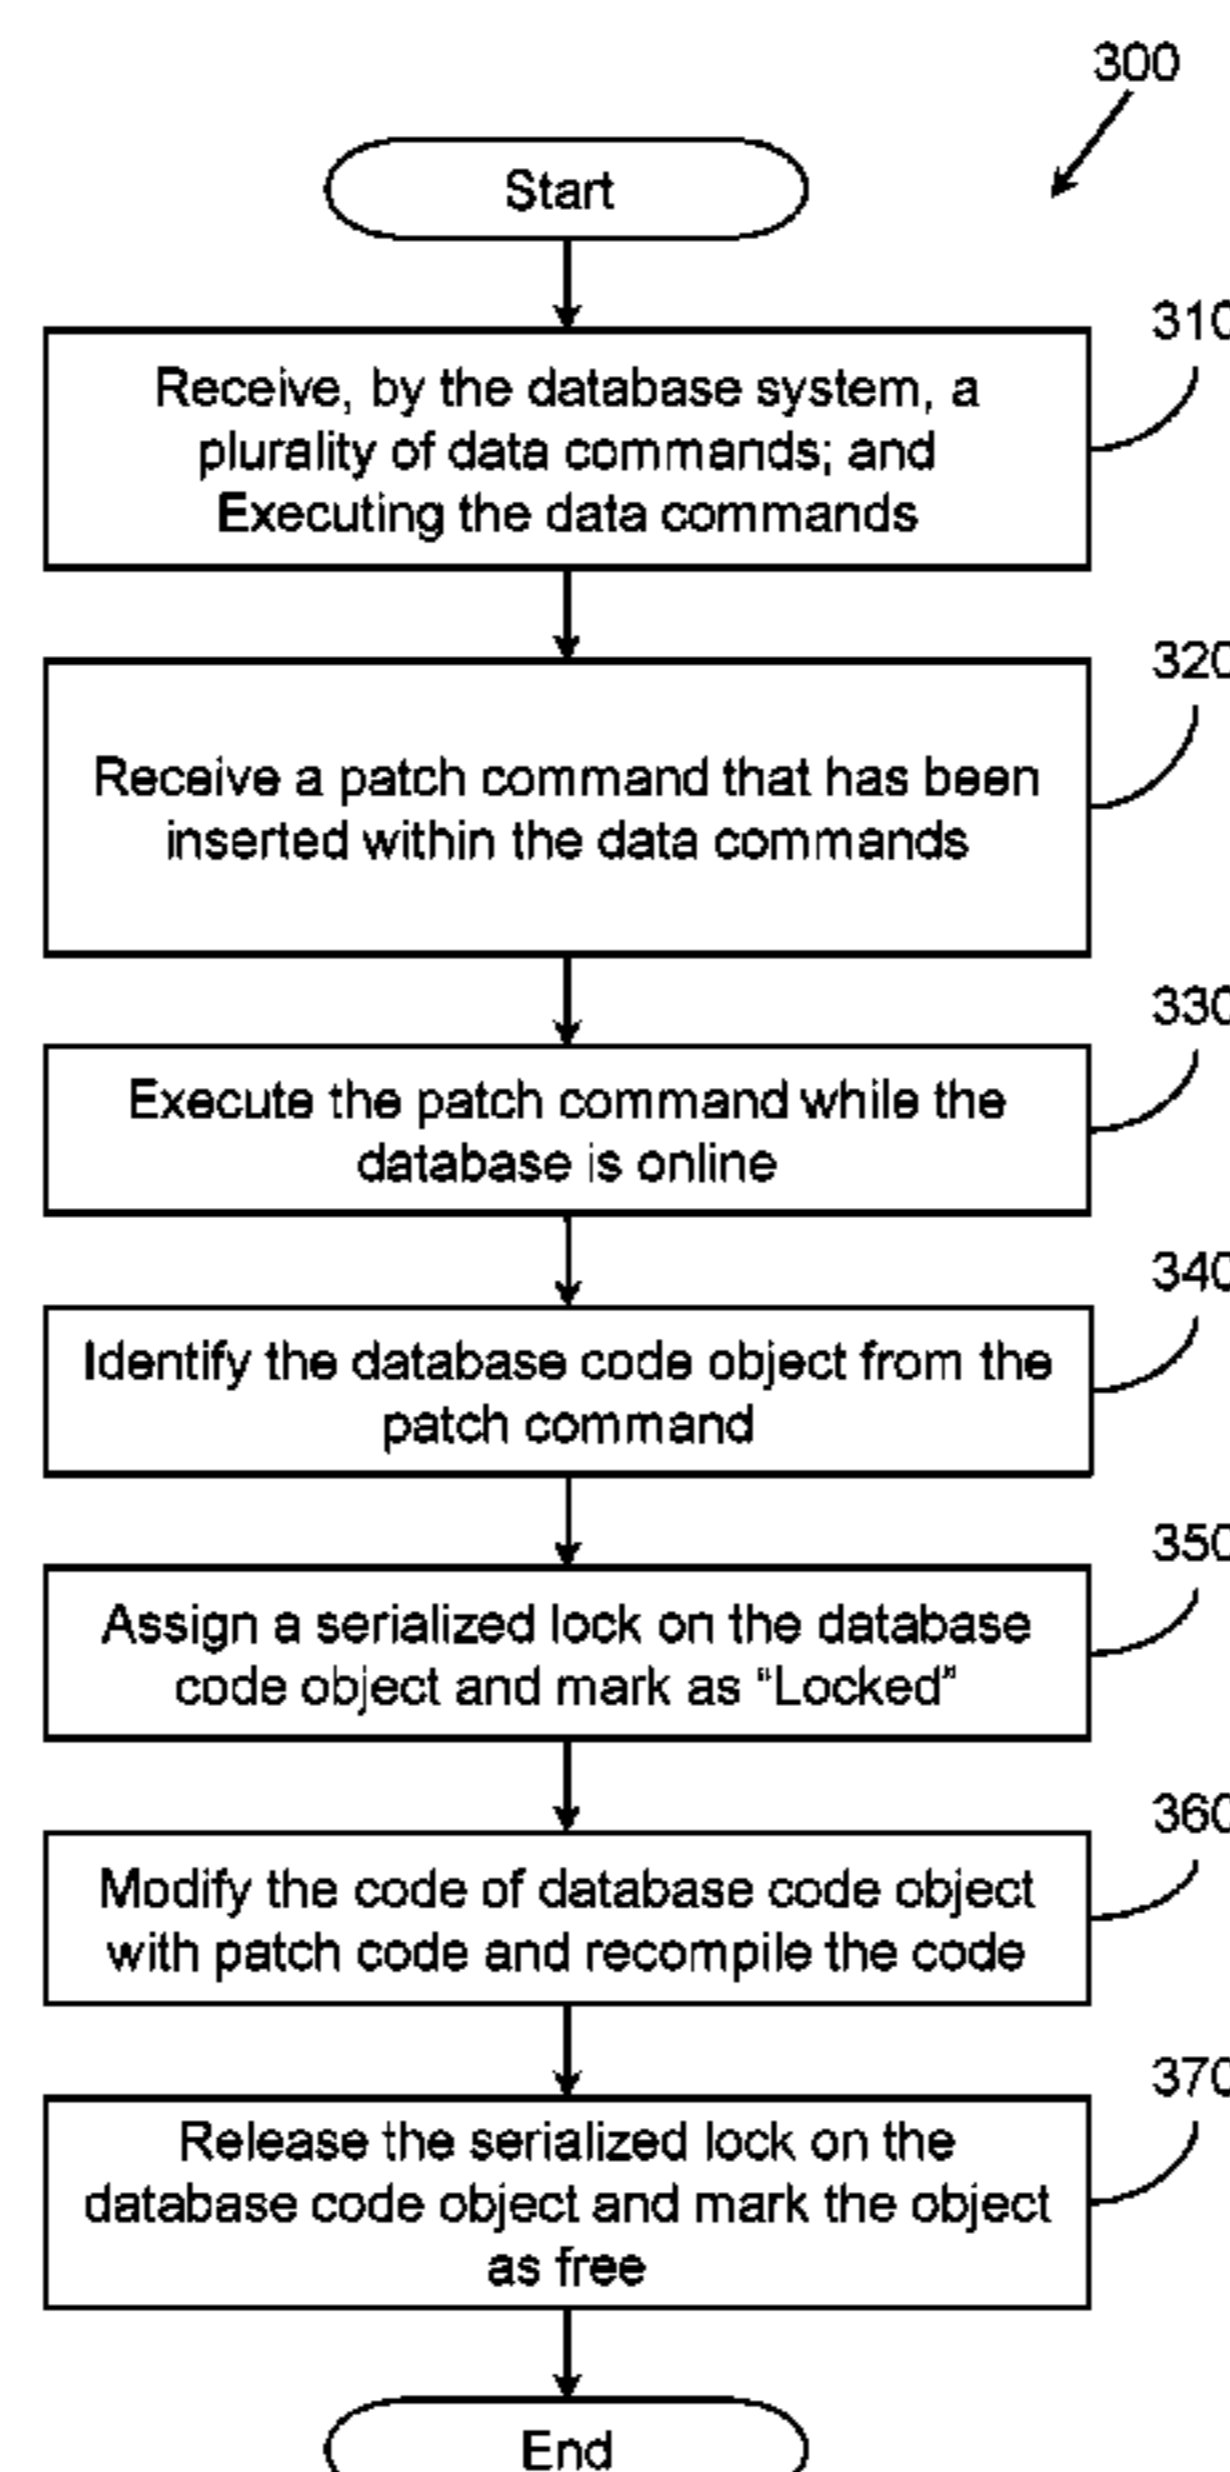 300
Start
310
Receive, by the database system, a
plurality of data commands; and
Executing the data commands
320
Receive a patch command that has been
inserted within the data commands
330
Execute the patch command while the
database is online
340
Identify the database code object from the
patch command
350
Assign a serialized lock on the database
code object and mark as “Locked”
360
Modify the code of database code object
with patch code and recompile the code
370
Release the serialized lock on the
database code object and mark the object
as free
End